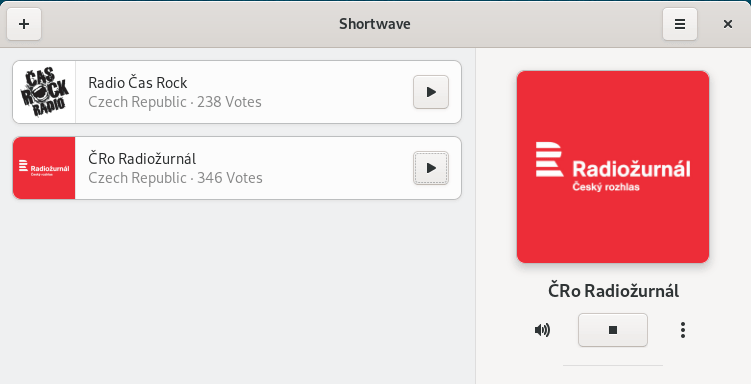 Shortwave
ČAS
ROCK
RADIO
Radio Čas Rock
Czech Republic · 238 Votes
Radiožurnál
Český rozhlas
ČRo Radiožurnál
Czech Republic · 346 Votes
Radiožurnál
Český rozhlas
ČRo Radiožurnál